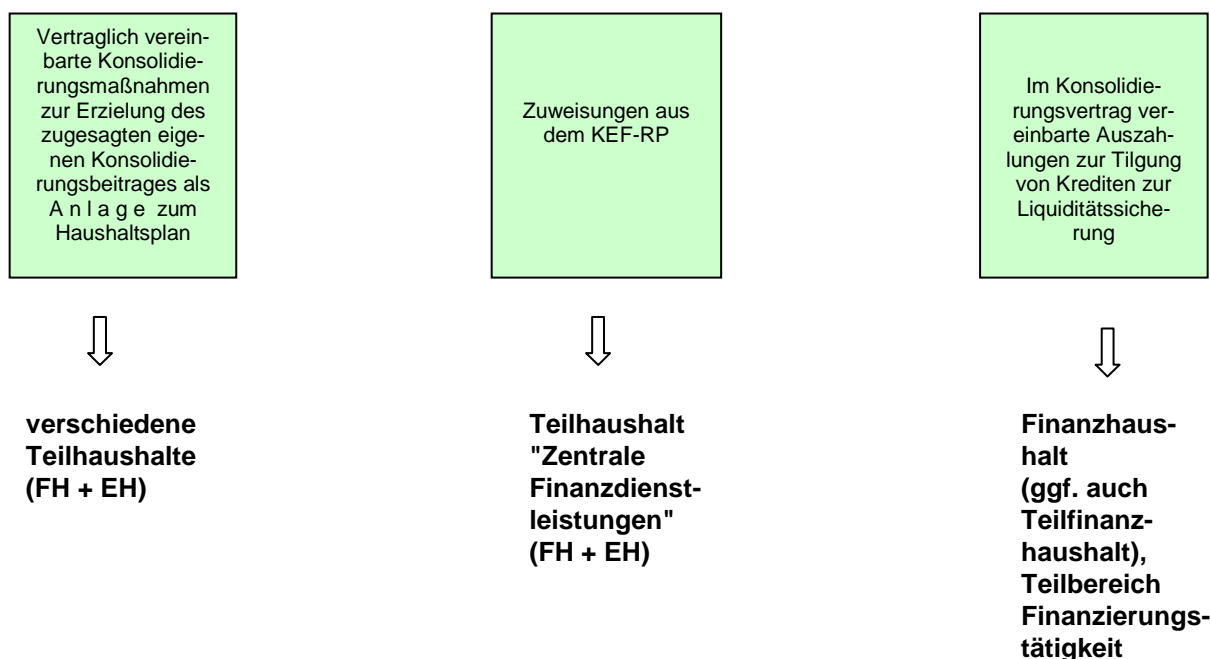 Vertraglich verein-
barte Konsolidie-
rungsmaßnahmen
zur Erzielung des
zugesagten eige-
nen Konsolidie-
rungsbeitrages als
A n l a g e  zum
Haushaltsplan
Zuweisungen aus
dem KEF-RP
Im Konsolidie-
rungsvertrag ver-
einbarte Auszah-
lungen zur Tilgung
von Krediten zur
Liquiditätssiche-
rung
verschiedene
Teilhaushalte
(FH + EH)
Teilhaushalt
"Zentrale
Finanzdienst-
leistungen"
(FH + EH)
Finanzhaus-
halt
(ggf. auch
Teilfinanz-
haushalt),
Teilbereich
Finanzierungs-
tätigkeit